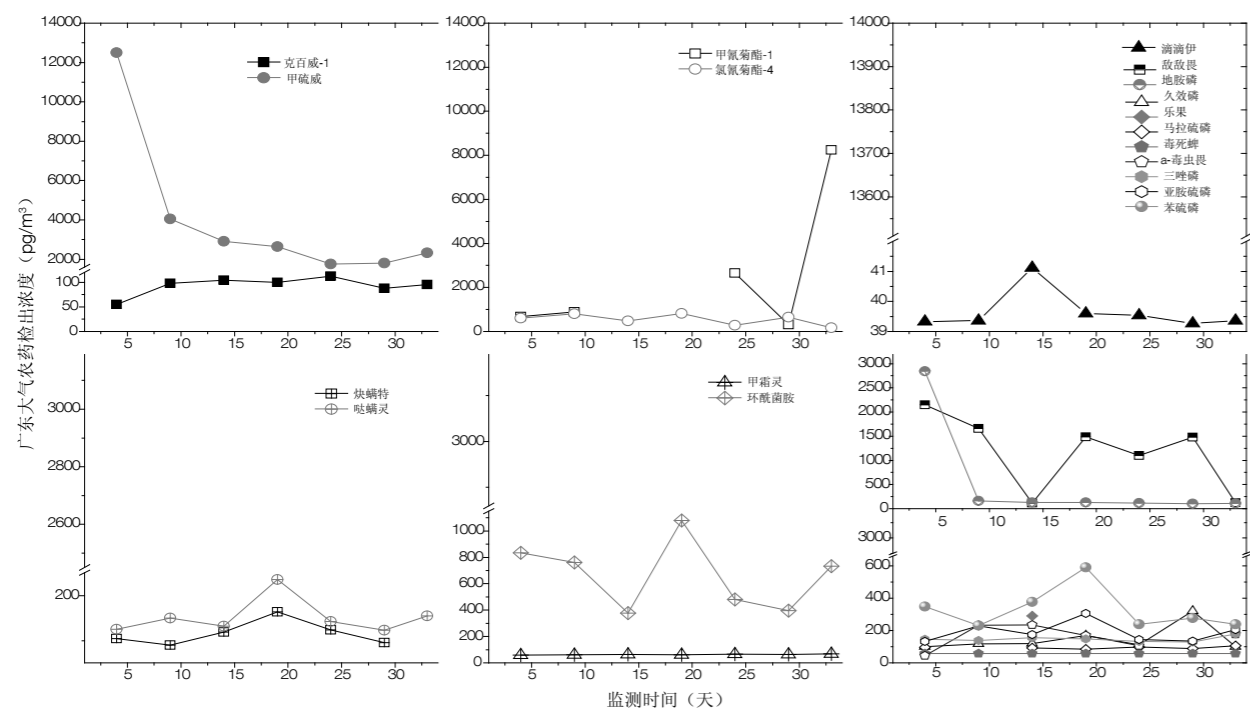 广东大气农药检出浓度（pg/m³）
14000
12000
10000
8000
6000
4000
2000
100
50
0
5 10 15 20 25 30
克百威-1
甲硫威
14000
12000
10000
8000
6000
4000
2000
0
5 10 15 20 25 30
甲氰菊酯-1
氯氰菊酯-4
14000
13800
13700
13600
41
40
39
5 10 15 20 25 30
滴滴伊
敌敌畏
地胺磷
久效磷
乐果
马拉硫磷
毒死蜱
a-毒虫畏
三唑磷
亚胺硫磷
苯硫磷
3000
2800
2600
200
炔螨特
哒螨灵
3000
1000
800
600
400
200
0
甲霜灵
环酰菌胺
3000
2500
2000
1500
1000
500
0
5 10 15 20 25 30
3000
600
400
200
0
监测时间（天）